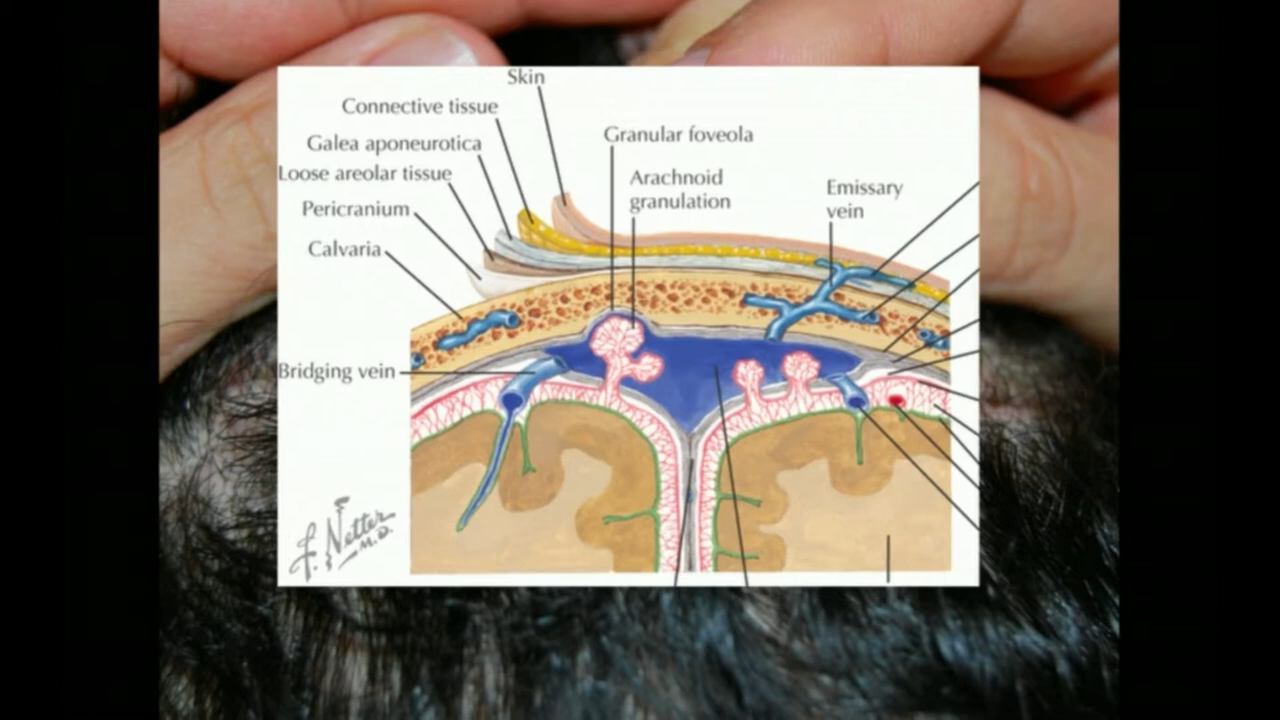 Skin
Connective tissue
Galea aponeurotica
Loose areolar tissue
Pericranium
Calvaria
Bridging vein
Granular foveola
Arachnoid
granulation
Emissary
vein
F. Netter
M.D.